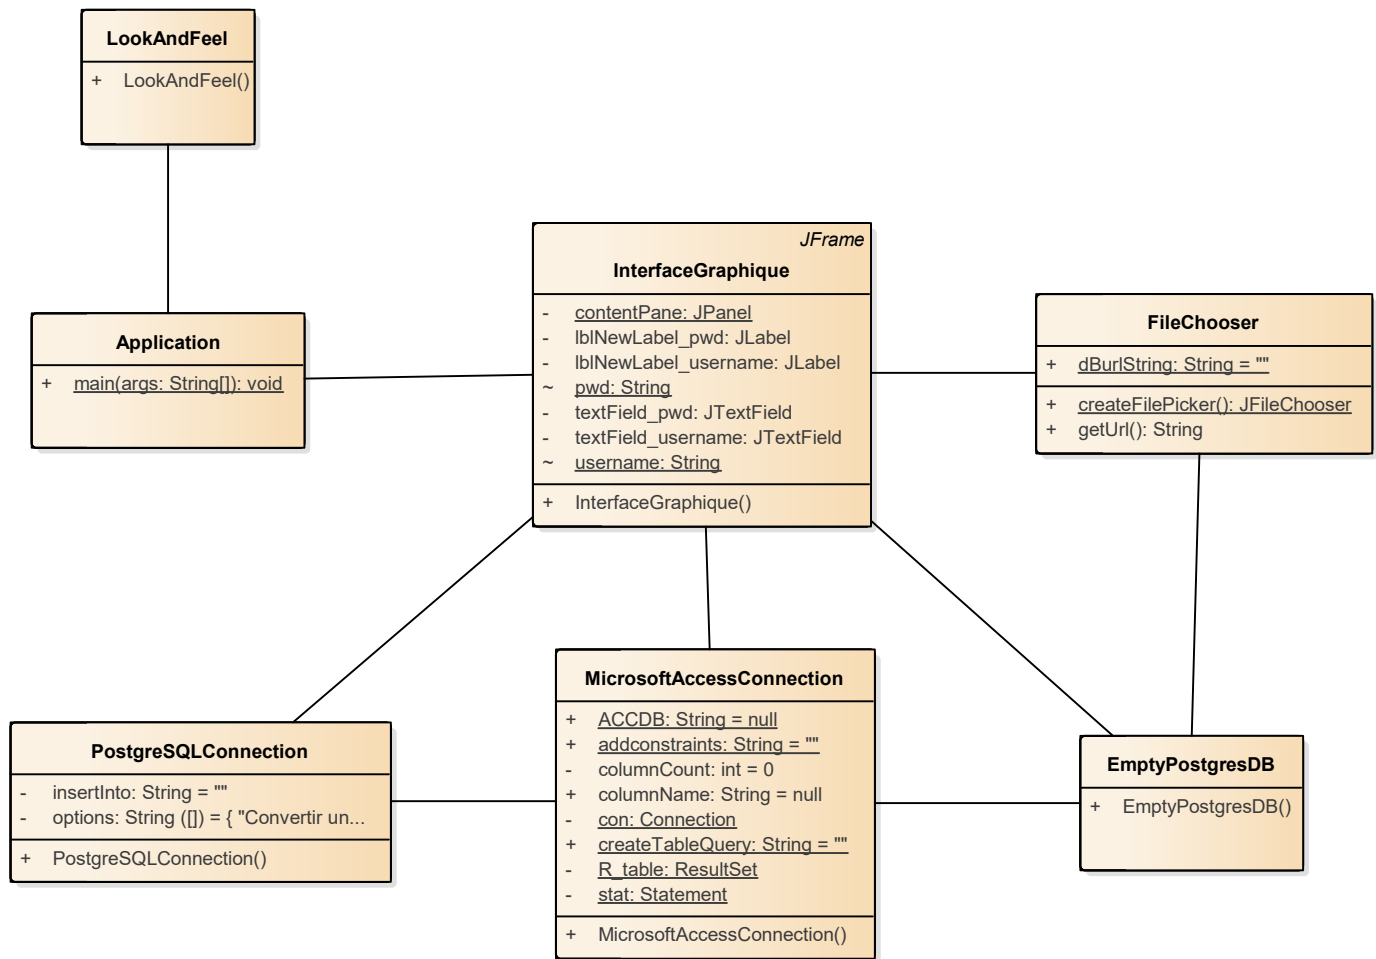 LookAndFeel
+ LookAndFeel()
JFrame
InterfaceGraphique
- contentPane: JPanel
- lblNewLabel_pwd: JLabel
- lblNewLabel_username: JLabel
~ pwd: String
- textField_pwd: JTextField
- textField_username: JTextField
~ username: String
+ InterfaceGraphique()
Application
+ main(args: String[]): void
FileChooser
+ dBurlString: String = ""
+ createFilePicker(): JFileChooser
+ getUrl(): String
PostgreSQLConnection
- insertInto: String = ""
- options: String ([]) = { "Convertir un...
+ PostgreSQLConnection()
MicrosoftAccessConnection
+ ACCDB: String = null
+ addconstraints: String = ""
- columnCount: int = 0
+ columnName: String = null
- con: Connection
+ createTableQuery: String = ""
- R_table: ResultSet
- stat: Statement
+ MicrosoftAccessConnection()
EmptyPostgresDB
+ EmptyPostgresDB()